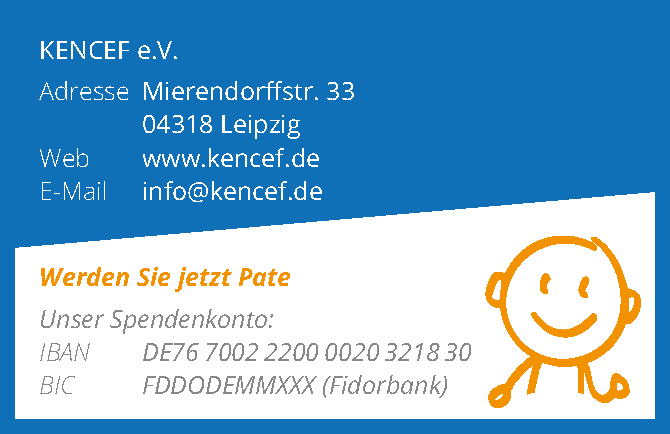 KENCEF e.V.
Adresse Mierendorffstr. 33
04318 Leipzig
Web www.kencef.de
E-Mail info@kencef.de
Werden Sie jetzt Pate
Unser Spendenkonto:
IBAN DE76 7002 2200 0020 3218 30
BIC FDDODEMMXXX (Fidorbank)